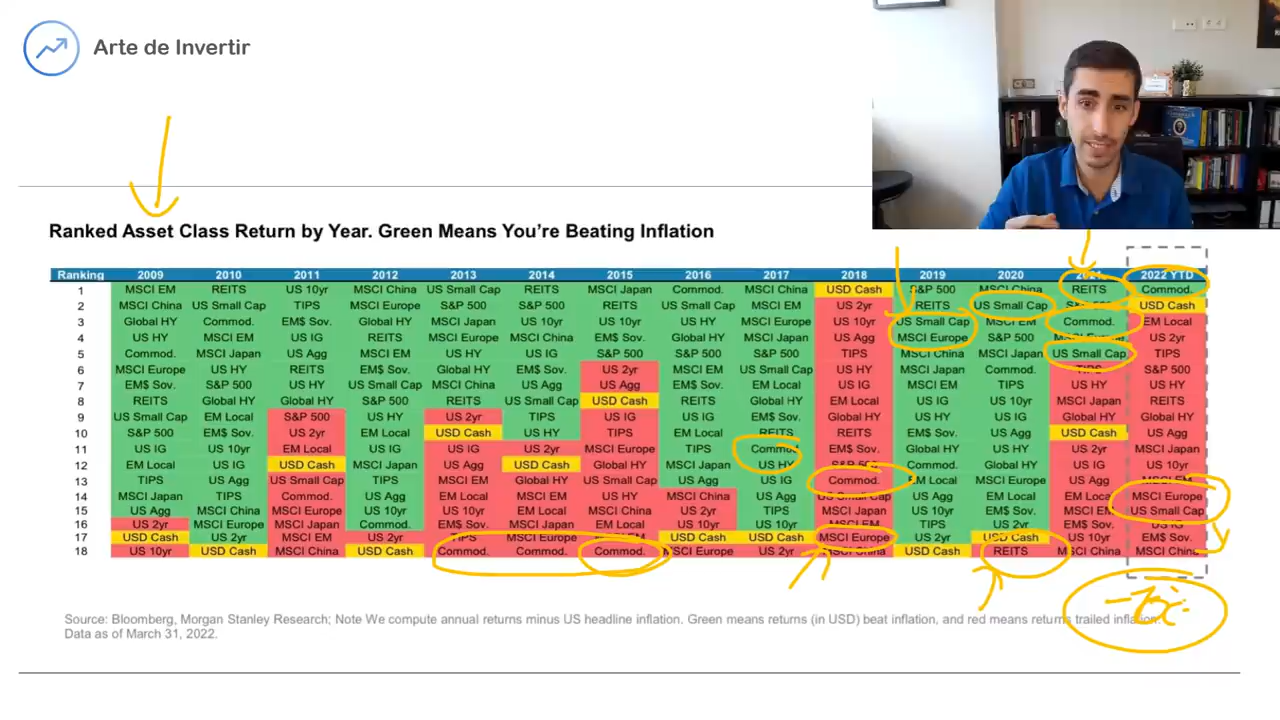 Arte de Invertir
Ranked Asset Class Return by Year. Green Means You're Beating Inflation
Ranking 2009 2010 2011 2012 2013 2014 2015 2016 2017 2018 2019 2020 2021 2022 YTD
1 MSCI EM REITS US 10yr MSCI China US Small Cap REITS MSCI Japan Commod. MSCI China USD Cash S&P 500 MSCI China REITS Commod.
2 MSCI China US Small Cap TIPS MSCI Europe S&P 500 S&P 500 REITS US Small Cap MSCI EM US 2yr REITS US Small Cap S&P 500 USD Cash
3 Global HY Commod. EM$ Sov. Global HY MSCI Japan US 10yr US 10yr US HY MSCI Europe US 10yr US Small Cap MSCI EM Commod. EM Local
4 US HY MSCI EM US IG REITS MSCI Europe MSCI China EM$ Sov. Global HY MSCI Japan US Agg MSCI Europe S&P 500 US 2yr
5 Commod. MSCI Japan US Agg MSCI EM US HY US IG S&P 500 S&P 500 S&P 500 TIPS MSCI China MSCI Japan US Small Cap TIPS
6 MSCI Europe US HY REITS EM$ Sov. Global HY EM$ Sov. US 2yr MSCI EM US Small Cap US HY MSCI Japan Commod. TIPS S&P 500
7 EM$ Sov. S&P 500 US HY US Small Cap MSCI China US Agg US Agg EM$ Sov. EM Local US IG MSCI EM TIPS US HY US HY
8 REITS Global HY Global HY S&P 500 REITS US Small Cap USD Cash REITS Global HY EM Local US IG US 10yr MSCI Japan REITS
9 US Small Cap EM Local S&P 500 US HY US 2yr TIPS US IG US IG EM$ Sov. Global HY US HY US IG Global HY Global HY
10 S&P 500 EM$ Sov. US 2yr EM Local USD Cash US HY TIPS EM Local REITS REITS EM$ Sov. US Agg USD Cash US Agg
11 US IG US 10yr EM Local US IG US IG US 2yr MSCI Europe TIPS Commod. EM$ Sov. Global HY US HY US 2yr MSCI Japan
12 EM Local US IG USD Cash MSCI Japan US Agg USD Cash Global HY MSCI Japan US HY S&P 500 Commod. Global HY US IG US 10yr
13 TIPS US Agg US Small Cap TIPS MSCI EM Global HY US Small Cap US Agg US IG Commod. EM Local MSCI Europe US Agg MSCI EM
14 MSCI Japan TIPS Commod. US Agg EM Local MSCI EM US HY MSCI China US Agg US Small Cap US Agg EM Local EM Local MSCI Europe
15 US Agg MSCI China MSCI EM US 10yr US 10yr EM Local Commod. US 2yr TIPS MSCI Japan US 10yr EM$ Sov. MSCI EM US Small Cap
16 US 2yr MSCI Europe MSCI Japan Commod. EM$ Sov. MSCI Japan EM Local US 10yr US 10yr MSCI EM TIPS US 2yr EM$ Sov. US IG
17 USD Cash US 2yr MSCI Europe US 2yr TIPS MSCI Europe USD Cash USD Cash MSCI Europe US 2yr USD Cash US 10yr EM$ Sov.
18 US 10yr USD Cash MSCI China USD Cash Commod. Commod. Commod. MSCI Europe US 2yr MSCI China USD Cash REITS MSCI China MSCI China
Source: Bloomberg, Morgan Stanley Research; Note We compute annual returns minus US headline inflation. Green means returns (in USD) beat inflation, and red means returns trailed inflation.
Data as of March 31, 2022.